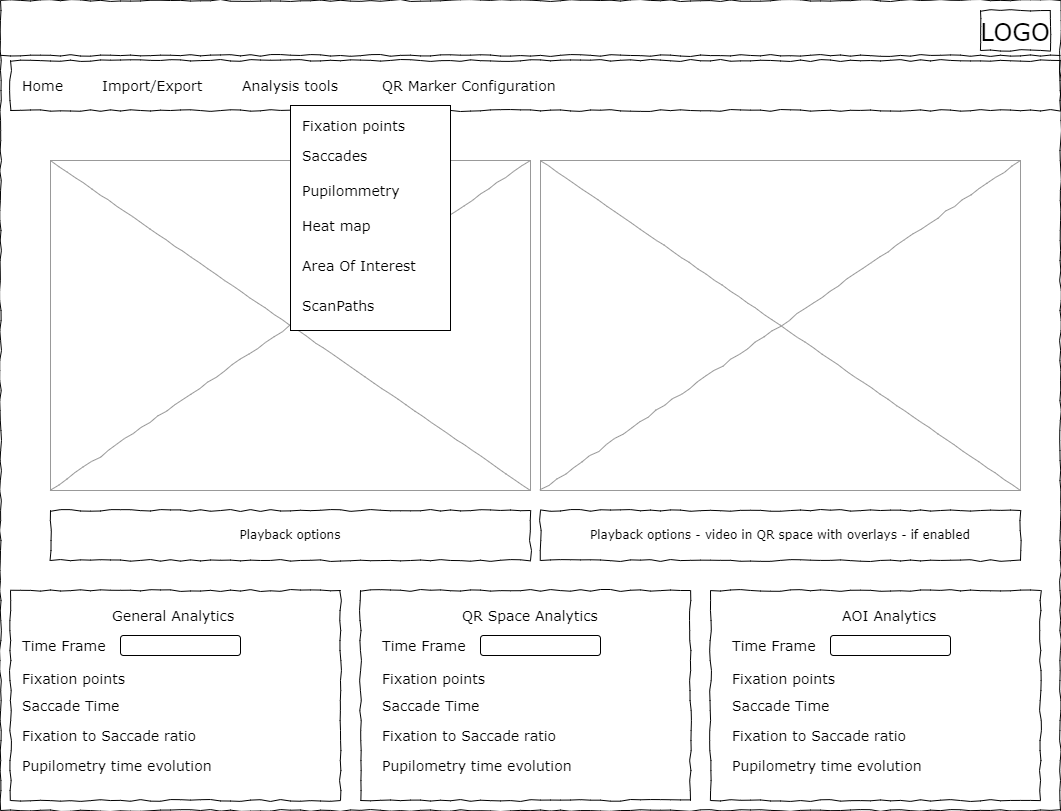 LOGO
Home Import/Export Analysis tools QR Marker Configuration
Fixation points
Saccades
Pupilommetry
Heat map
Area Of Interest
ScanPaths
Playback options
Playback options - video in QR space with overlays - if enabled
General Analytics
Time Frame
Fixation points
Saccade Time
Fixation to Saccade ratio
Pupilometry time evolution
QR Space Analytics
Time Frame
Fixation points
Saccade Time
Fixation to Saccade ratio
Pupilometry time evolution
AOI Analytics
Time Frame
Fixation points
Saccade Time
Fixation to Saccade ratio
Pupilometry time evolution